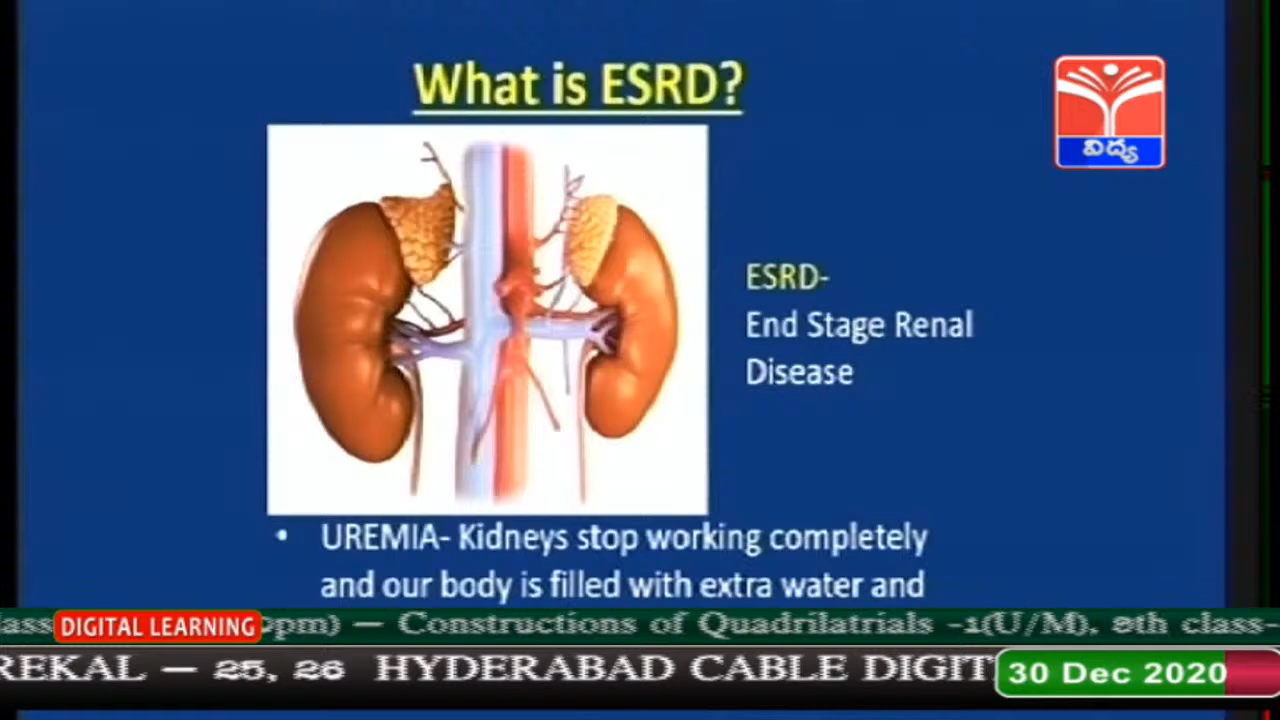 What is ESRD?
విద్య
ESRD-
End Stage Renal
Disease
• UREMIA- Kidneys stop working completely
and our body is filled with extra water and
DIGITAL LEARNING
pm) – Constructions of Quadrilatrials -1(U/M), 8th class-
REKAL – 25, 26 HYDERABAD CABLE DIGIT
30 Dec 2020